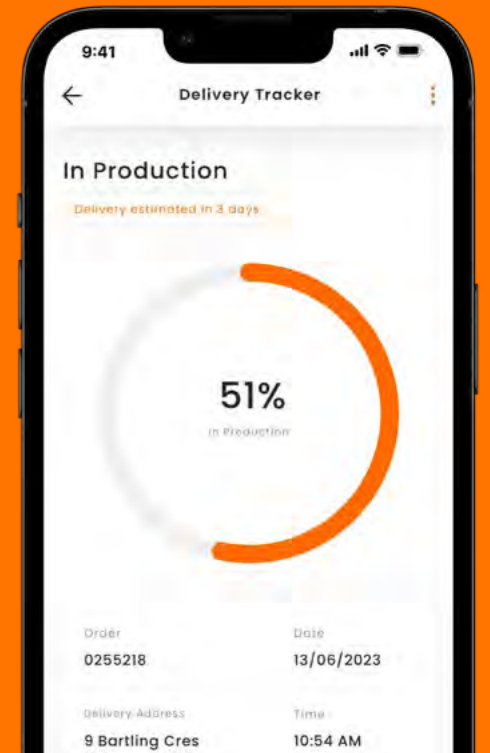 9:41
Delivery Tracker
In Production
Delivery estimated in 3 days
51%
In Production
Order
Date
0255218
13/06/2023
Delivery Address
Time
9 Bartling Cres
10:54 AM